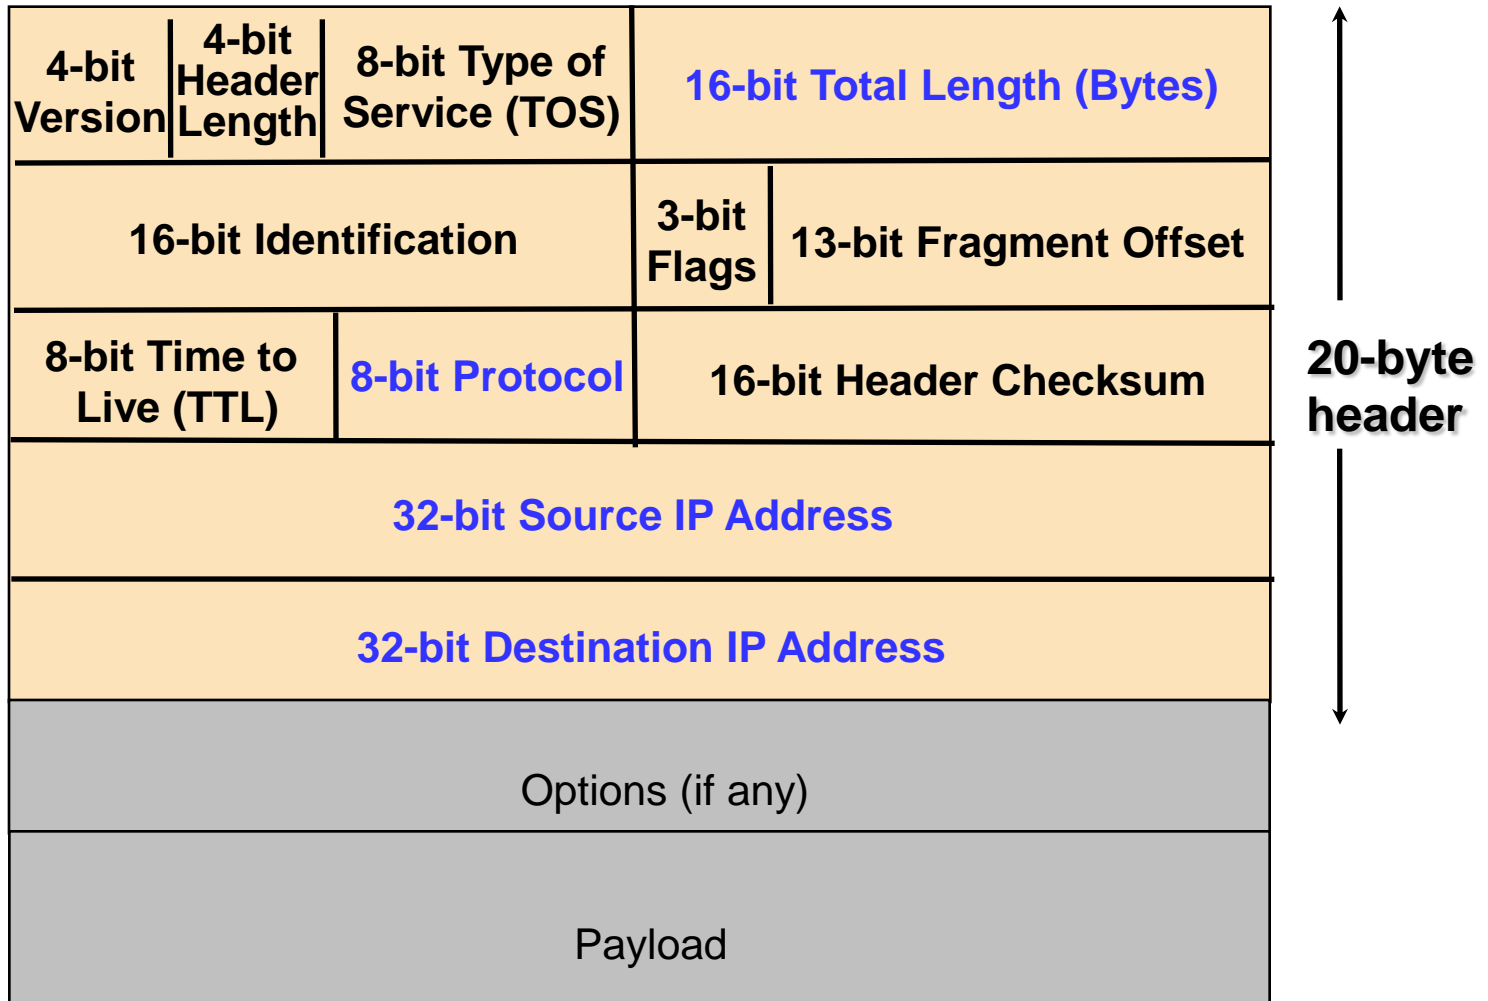 4-bit
Version
4-bit
Header
Length
8-bit Type of
Service (TOS)
16-bit Total Length (Bytes)
16-bit Identification
3-bit
Flags
13-bit Fragment Offset
8-bit Time to
Live (TTL)
8-bit Protocol
16-bit Header Checksum
20-byte
header
32-bit Source IP Address
32-bit Destination IP Address
Options (if any)
Payload